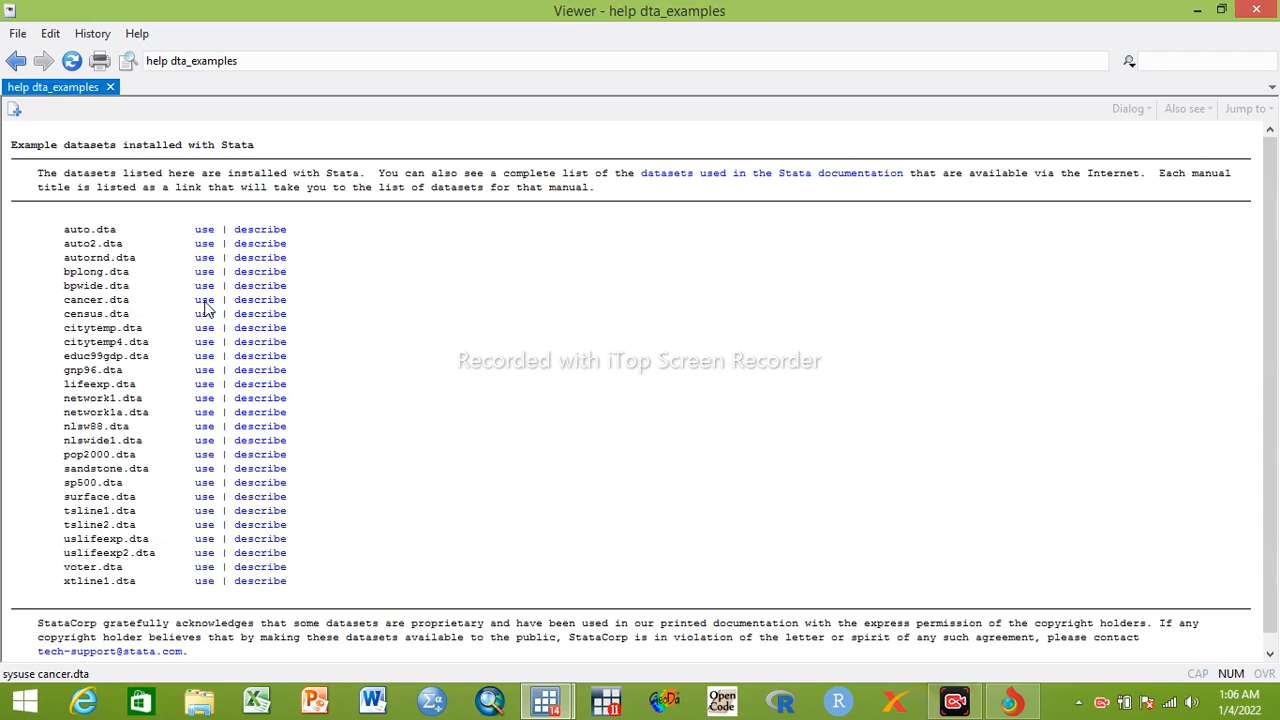 Viewer - help dta_examples
File Edit History Help
help dta_examples
help dta_examples
Dialog Also see Jump to
Example datasets installed with Stata
The datasets listed here are installed with Stata. You can also see a complete list of the datasets used in the Stata documentation that are available via the Internet. Each manual
title is listed as a link that will take you to the list of datasets for that manual.
auto.dta use | describe
auto2.dta use | describe
autornd.dta use | describe
bplong.dta use | describe
bpwide.dta use | describe
cancer.dta use | describe
census.dta use | describe
citytemp.dta use | describe
citytemp4.dta use | describe
educ99gdp.dta use | describe
gnp96.dta use | describe
lifeexp.dta use | describe
network1.dta use | describe
network1a.dta use | describe
nlsw88.dta use | describe
nlswide1.dta use | describe
pop2000.dta use | describe
sandstone.dta use | describe
sp500.dta use | describe
surface.dta use | describe
tsline1.dta use | describe
tsline2.dta use | describe
uslifeexp.dta use | describe
uslifeexp2.dta use | describe
voter.dta use | describe
xtline1.dta use | describe
Recorded with iTop Screen Recorder
StataCorp gratefully acknowledges that some datasets are proprietary and have been used in our printed documentation with the express permission of the copyright holders. If any
copyright holder believes that by making these datasets available to the public, StataCorp is in violation of the letter or spirit of any such agreement, please contact
tech-support@stata.com.
sysuse cancer.dta
CAP NUM OVR
14 11 GeoDa Open Code R R
1:06 AM
1/4/2022